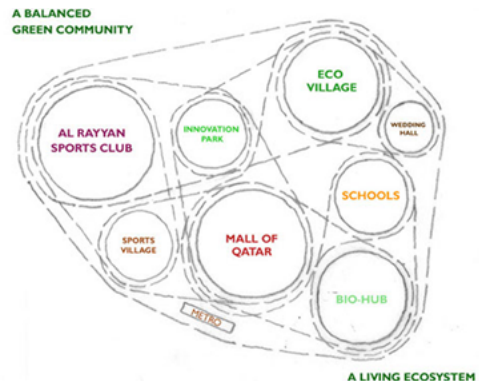 A BALANCED
GREEN COMMUNITY
ECO
VILLAGE
AL RAYYAN
SPORTS CLUB
INNOVATION
PARK
WEDDING
HALL
SCHOOLS
SPORTS
VILLAGE
MALL OF
QATAR
BIO-HUB
METRO
A LIVING ECOSYSTEM